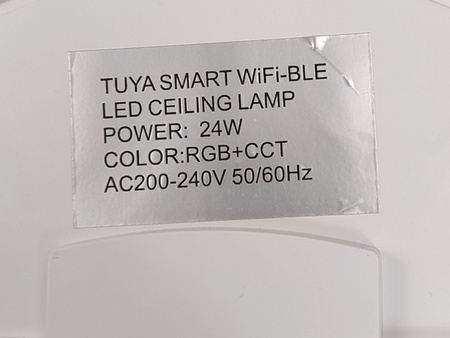 TUYA SMART WiFi-BLE
LED CEILING LAMP
POWER: 24W
COLOR:RGB+CCT
AC200-240V 50/60Hz